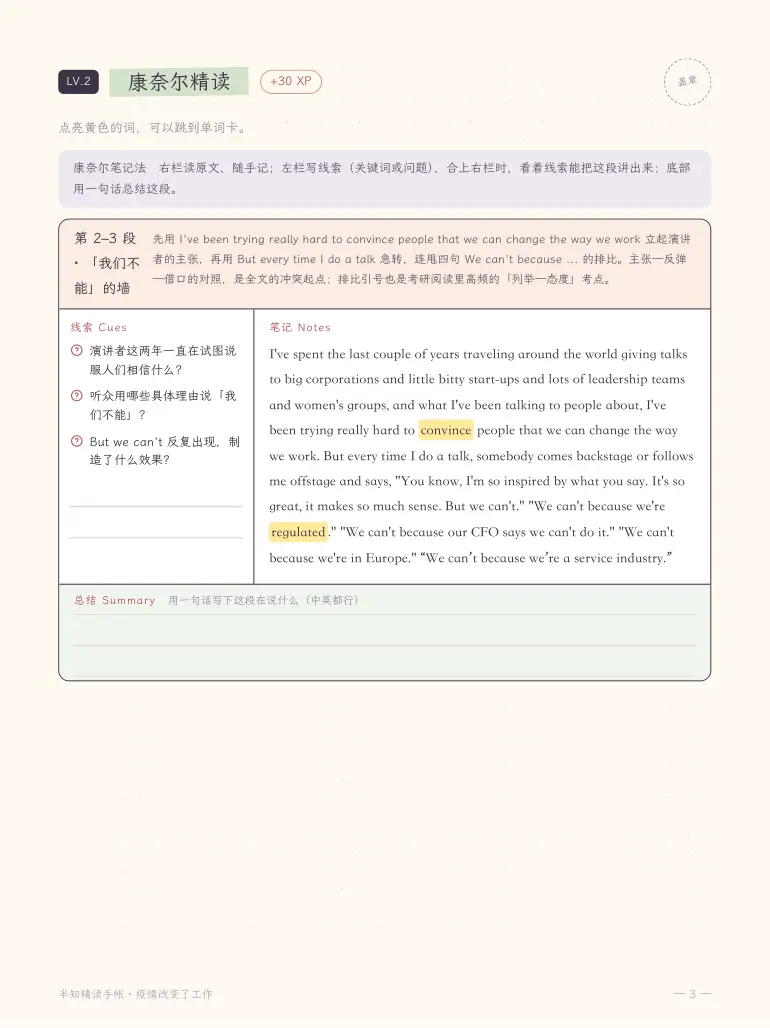 LV.2 康奈尔精读 +30 XP 盖章
点亮黄色的词，可以跳到单词卡。
康奈尔笔记法 右栏读原文、随手记；左栏写线索（关键词或问题），合上右栏时，看着线索能把这段讲出来；底部
用一句话总结这段。
第 2–3 段
·「我们不
能」的墙
先用 I've been trying really hard to convince people that we can change the way we work 立起演讲
者的主张，再用 But every time I do a talk 急转，连甩四句 We can't because … 的排比。主张—反弹
—借口的对照，是全文的冲突起点；排比引号也是考研阅读里高频的「列举—态度」考点。
线索 Cues
演讲者这两年一直在试图说
服人们相信什么？
听众用哪些具体理由说「我
们不能」？
But we can't 反复出现，制
造了什么效果？
笔记 Notes
I've spent the last couple of years traveling around the world giving talks
to big corporations and little bitty start-ups and lots of leadership teams
and women's groups, and what I've been talking to people about, I've
been trying really hard to convince people that we can change the way
we work. But every time I do a talk, somebody comes backstage or follows
me offstage and says, "You know, I'm so inspired by what you say. It's so
great, it makes so much sense. But we can't." "We can't because we're
regulated." "We can't because our CFO says we can't do it." "We can't
because we're in Europe." “We can’t because we’re a service industry.”
总结 Summary 用一句话写下这段在说什么（中英都行）
半知精读手帐·疫情改变了工作
— 3 —